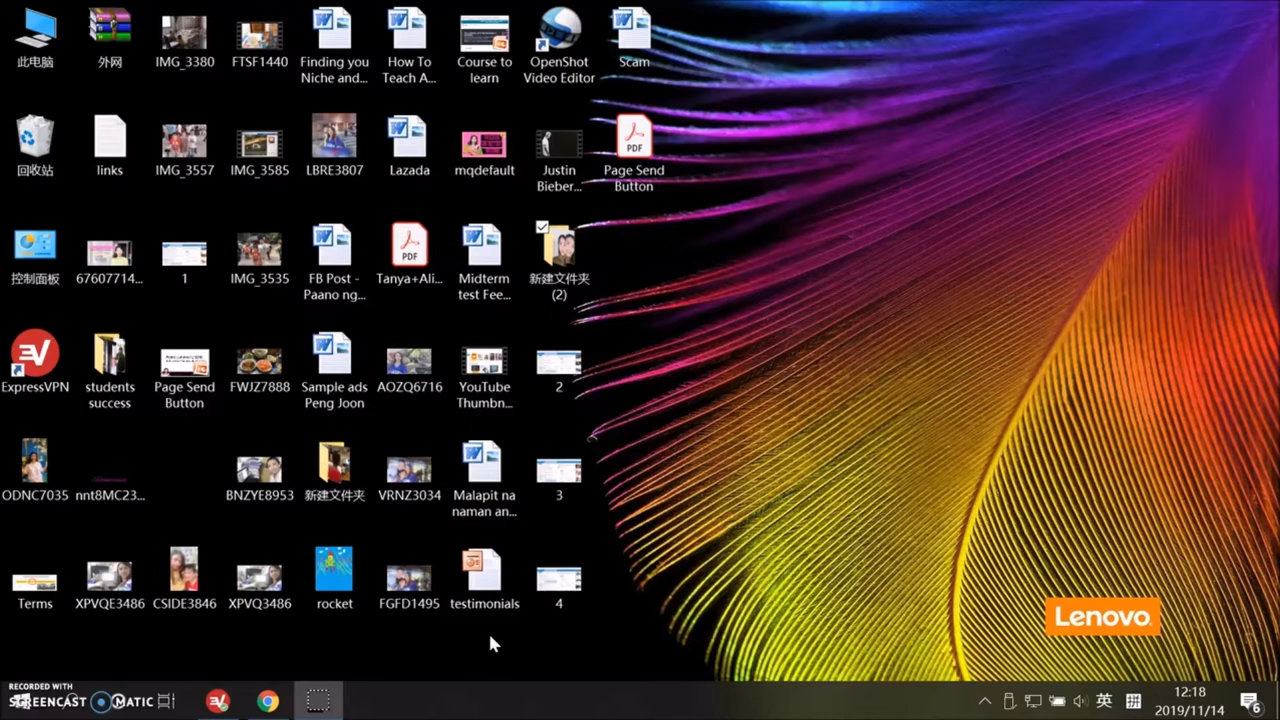 此电脑
外网
IMG_3380
FTSF1440
Finding you
Niche and...
How To
Teach A...
Course to
learn
OpenShot
Video Editor
Scam
回收站
links
IMG_3557
IMG_3585
LBRE3807
Lazada
mqdefault
Justin
Bieber...
PDF
Page Send
Button
控制面板
67607714...
1
IMG_3535
FB Post -
Paano ng...
PDF
Tanya+Ali...
Midterm
test Fee...
新建文件夹
(2)
ExpressVPN
students
success
Page Send
Button
FWJZ7888
Sample ads
Peng Joon
AOZQ6716
YouTube
Thumbn...
2
ODNC7035
nnt8MC23...
BNZYE8953
新建文件夹
VRNZ3034
Malapit na
naman an...
3
Terms
XPVQE3486
CSIDE3846
XPVQ3486
rocket
FGFD1495
testimonials
4
Lenovo
RECORDED WITH
SCREENCAST MATIC
英
拼
12:18
2019/11/14
6